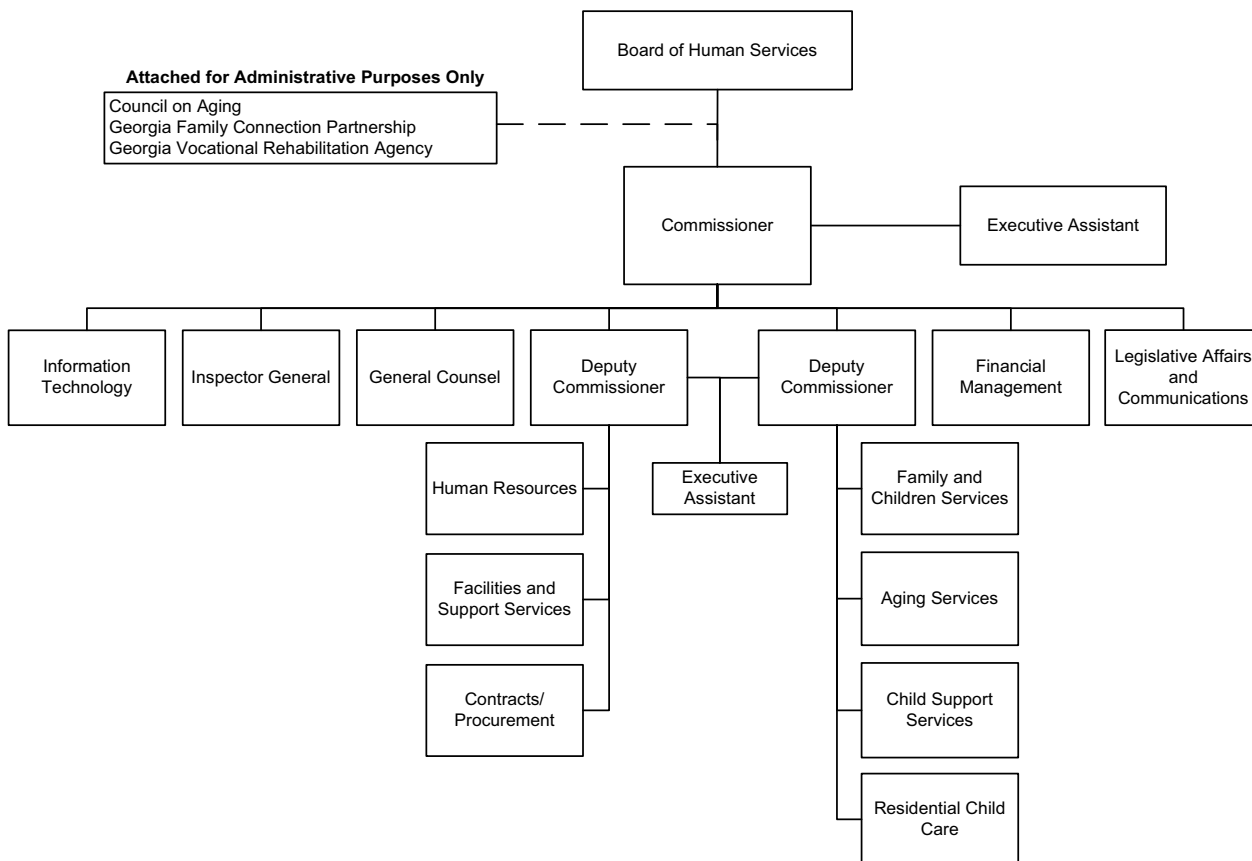 Board of Human Services
Attached for Administrative Purposes Only
Council on Aging
Georgia Family Connection Partnership
Georgia Vocational Rehabilitation Agency
Commissioner
Executive Assistant
Information
Technology
Inspector General
General Counsel
Deputy
Commissioner
Deputy
Commissioner
Financial
Management
Legislative Affairs
and
Communications
Human Resources
Executive
Assistant
Family and
Children Services
Facilities and
Support Services
Aging Services
Contracts/
Procurement
Child Support
Services
Residential Child
Care